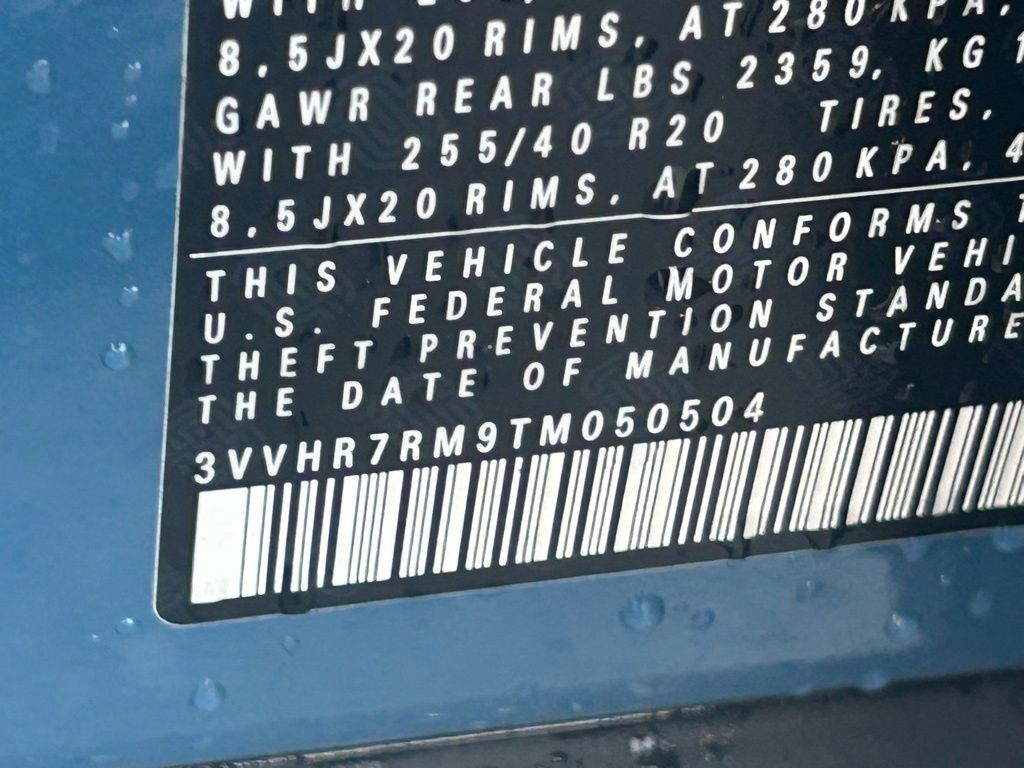 8.5JX20 RIMS, AT 280 KPA,
GAWR REAR LBS 2359, KG
WITH 255/40 R20 TIRES,
8.5JX20 RIMS, AT 280 KPA, 4
THIS VEHICLE CONFORMS
U.S. FEDERAL MOTOR VEHI
THEFT PREVENTION STANDA
THE DATE OF MANUFACTURE
3VVHR7RM9TM050504